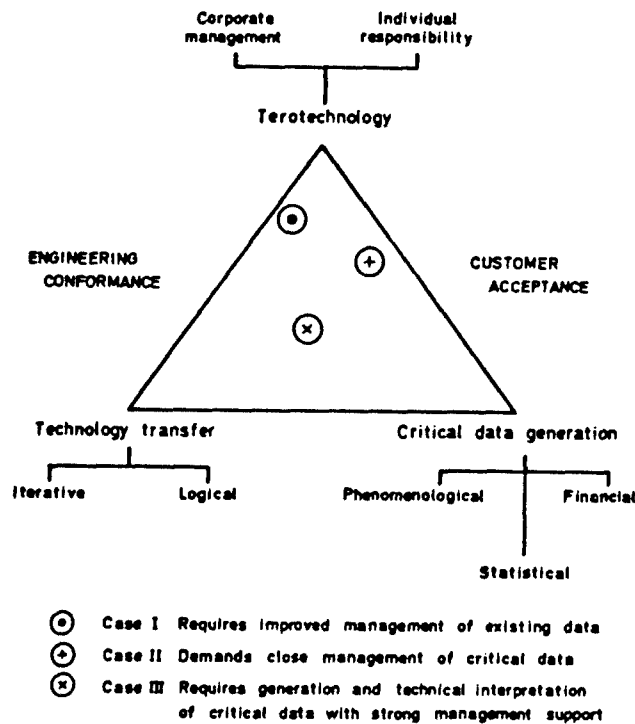 Corporate management
Individual responsibility
Terotechnology
ENGINEERING CONFORMANCE
CUSTOMER ACCEPTANCE
Technology transfer
Critical data generation
Iterative
Logical
Phenomenological
Financial
Statistical
Case I Requires improved management of existing data
Case II Demands close management of critical data
Case III Requires generation and technical interpretation
of critical data with strong management support